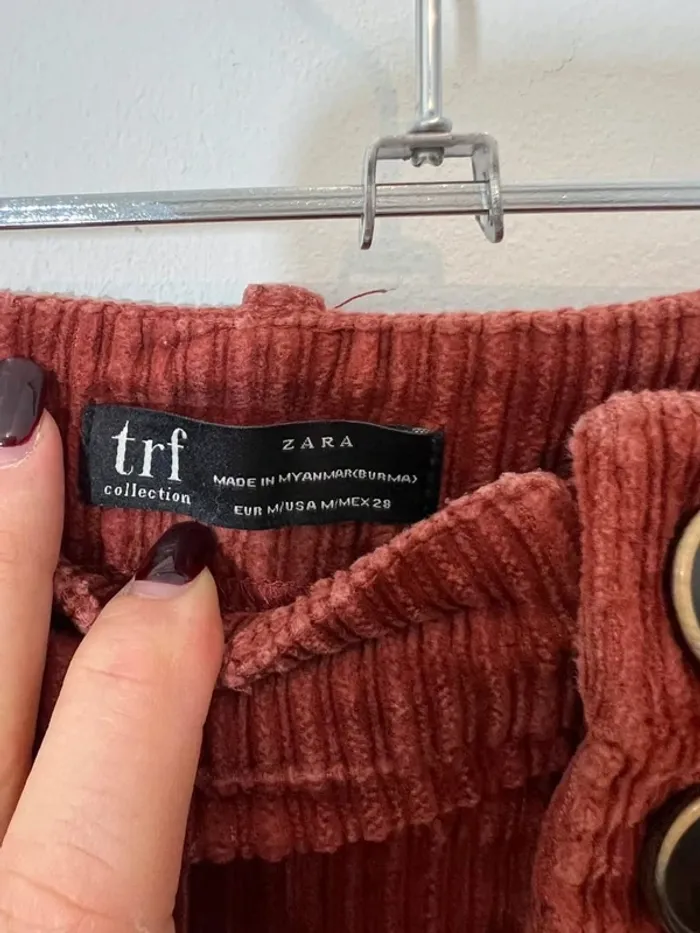 trf
collection
ZARA
MADE IN MYANMAR(BURMA)
EUR M/USA M/MEX 28